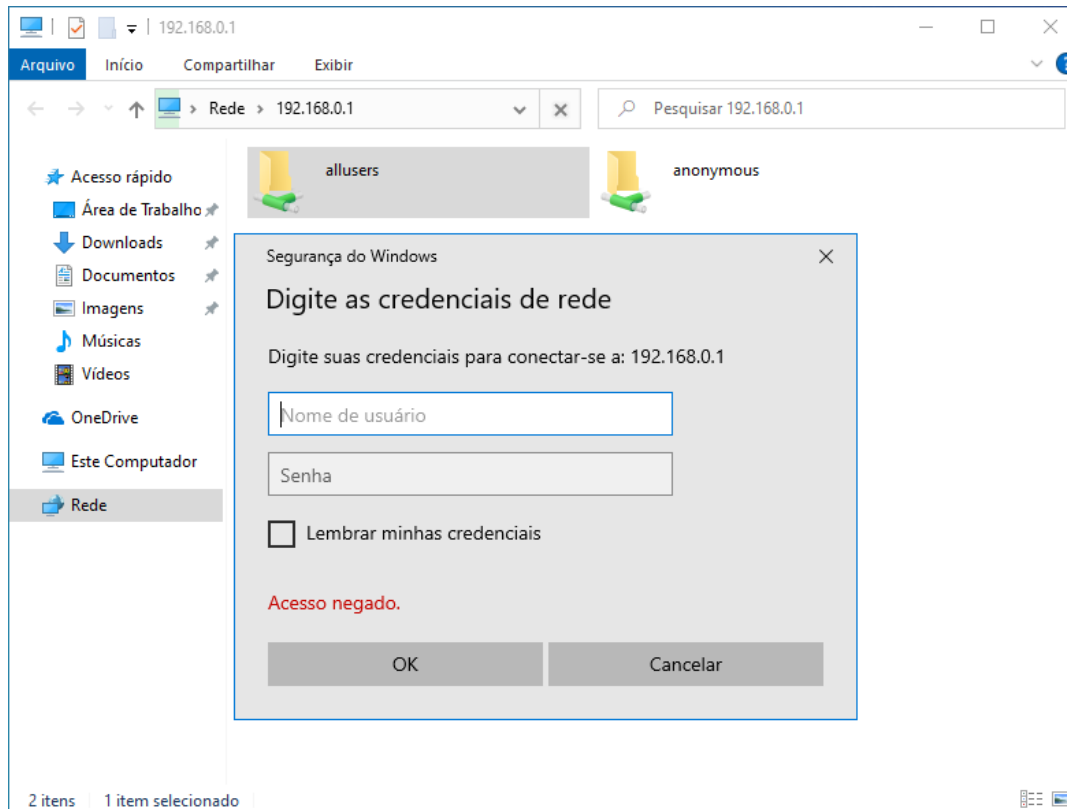 192.168.0.1
Arquivo Início Compartilhar Exibir
Rede 192.168.0.1 Pesquisar 192.168.0.1
Acesso rápido
Área de Trabalho
Downloads
Documentos
Imagens
Músicas
Vídeos
OneDrive
Este Computador
Rede
allusers anonymous
Segurança do Windows
Digite as credenciais de rede
Digite suas credenciais para conectar-se a: 192.168.0.1
Nome de usuário
Senha
Lembrar minhas credenciais
Acesso negado.
OK Cancelar
2 itens 1 item selecionado